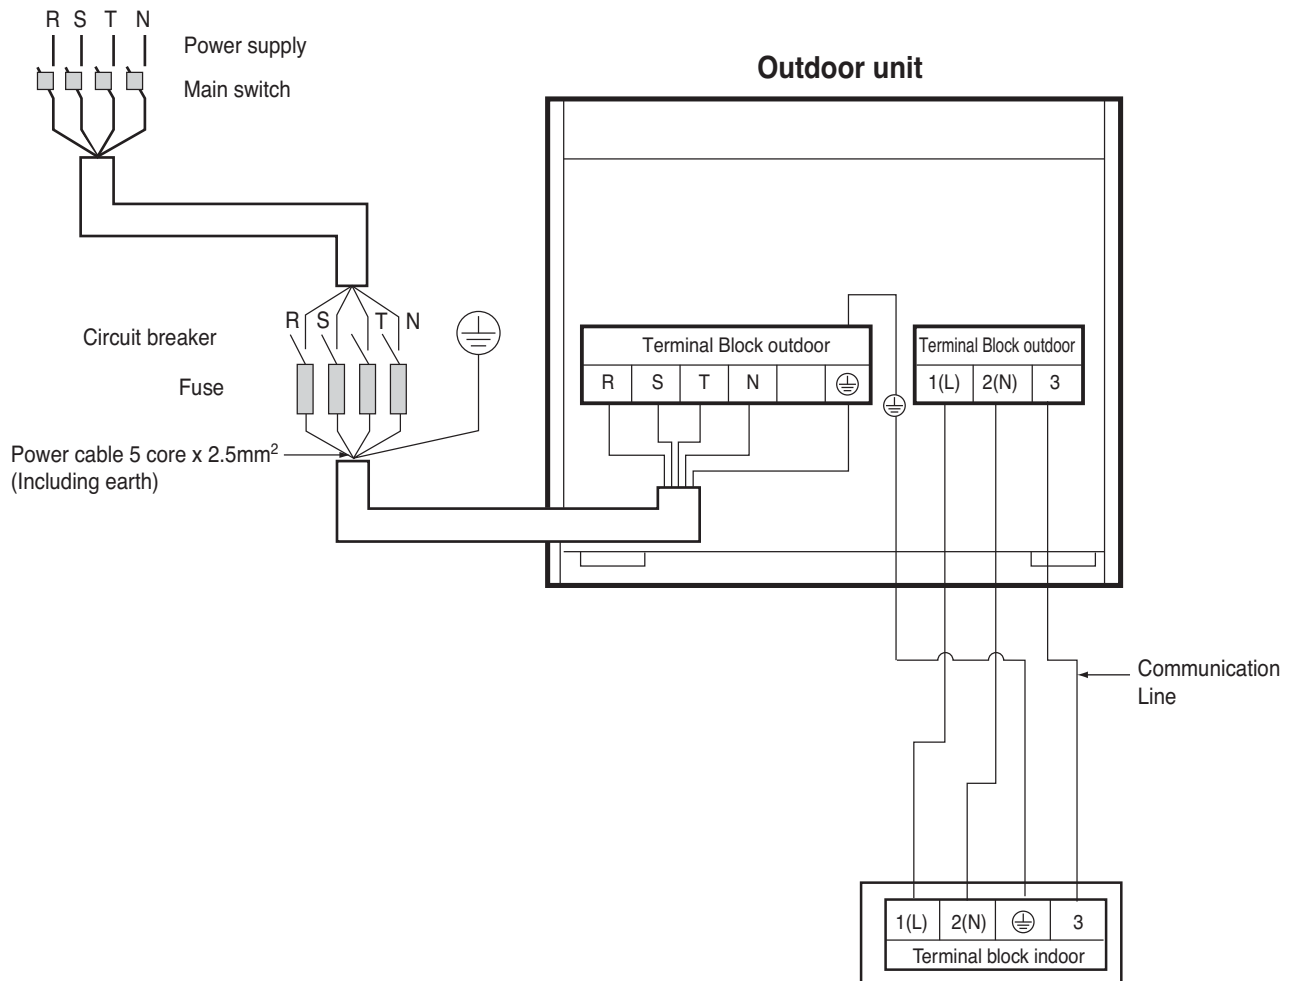 R S T N
Power supply
Main switch
Outdoor unit
R S T N
Circuit breaker
Fuse
Power cable 5 core x 2.5mm²
(Including earth)
Terminal Block outdoor
R S T N
Terminal Block outdoor
1(L) 2(N) 3
Communication
Line
1(L) 2(N) 3
Terminal block indoor